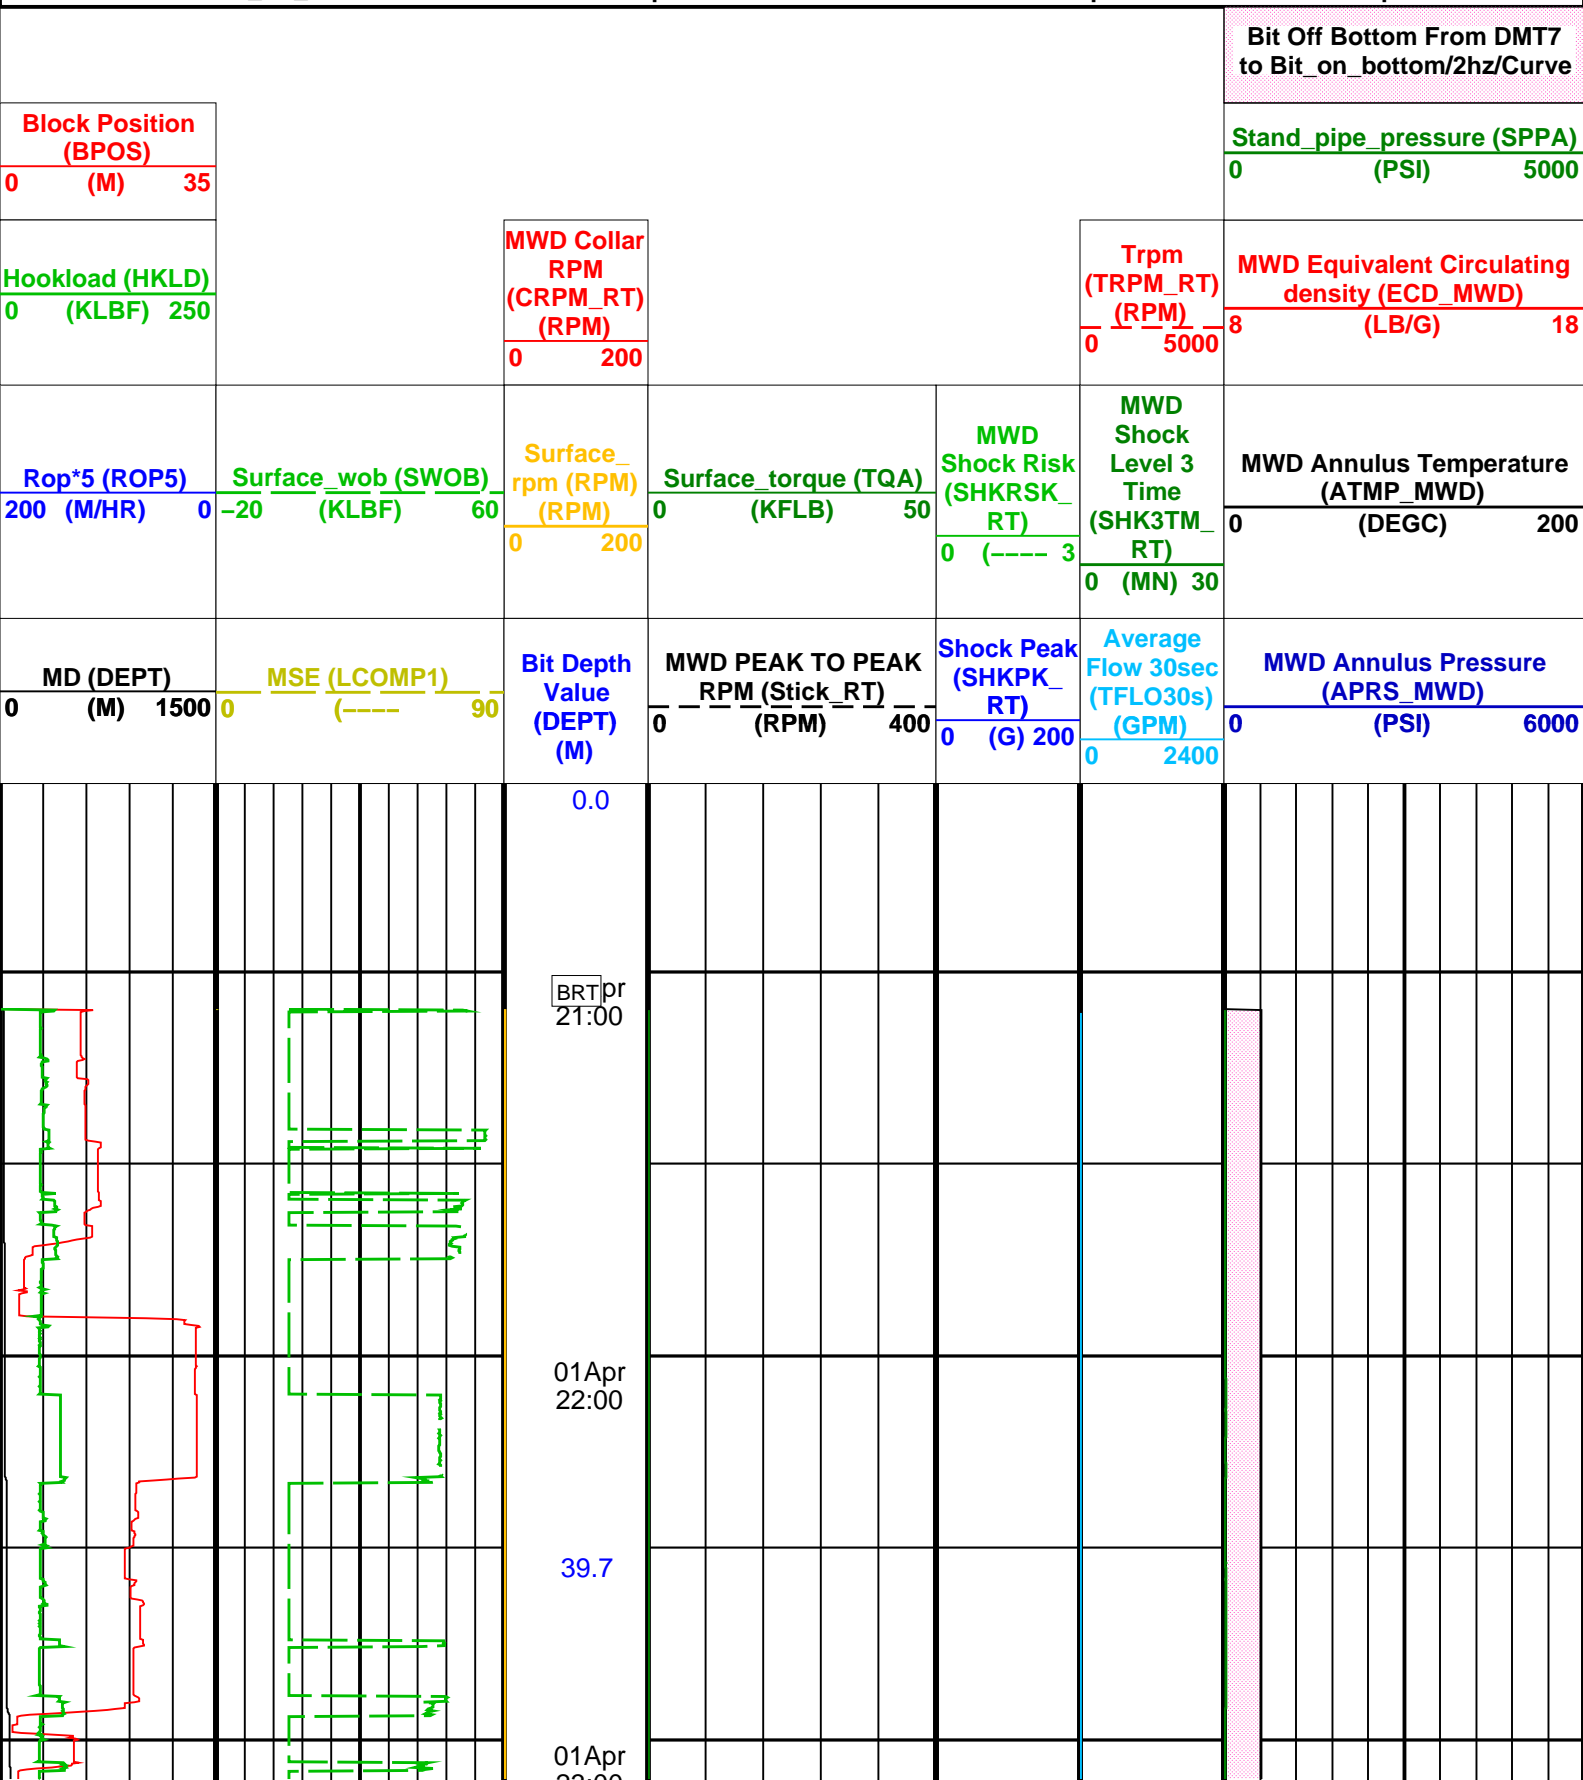 Bit Off Bottom From DMT7
to Bit_on_bottom/2hz/Curve
Block Position
(BPOS)
0 (M) 35
Stand_pipe_pressure (SPPA)
0 (PSI) 5000
Hookload (HKLD)
0 (KLBF) 250
MWD Collar
RPM
(CRPM_RT)
(RPM)
0 200
Trpm
(TRPM_RT)
(RPM)
0 5000
MWD Equivalent Circulating
density (ECD_MWD)
8 (LB/G) 18
Rop*5 (ROP5)
200 (M/HR) 0
Surface_wob (SWOB)
−20 (KLBF) 60
Surface_
rpm (RPM)
(RPM)
0 200
Surface_torque (TQA)
0 (KFLB) 50
MWD
Shock Risk
(SHKRSK_
RT)
0 (−−−− 3
MWD
Shock
Level 3
Time
(SHK3TM_
RT)
0 (MN) 30
MWD Annulus Temperature
(ATMP_MWD)
0 (DEGC) 200
MD (DEPT)
0 (M) 1500
MSE (LCOMP1)
0 (−−−− 90
Bit Depth
Value
(DEPT)
(M)
MWD PEAK TO PEAK
RPM (Stick_RT)
0 (RPM) 400
Shock Peak
(SHKPK_
RT)
0 (G) 200
Average
Flow 30sec
(TFLO30s)
(GPM)
0 2400
MWD Annulus Pressure
(APRS_MWD)
0 (PSI) 6000
0.0
BRT pr
21:00
01Apr
22:00
39.7
01Apr